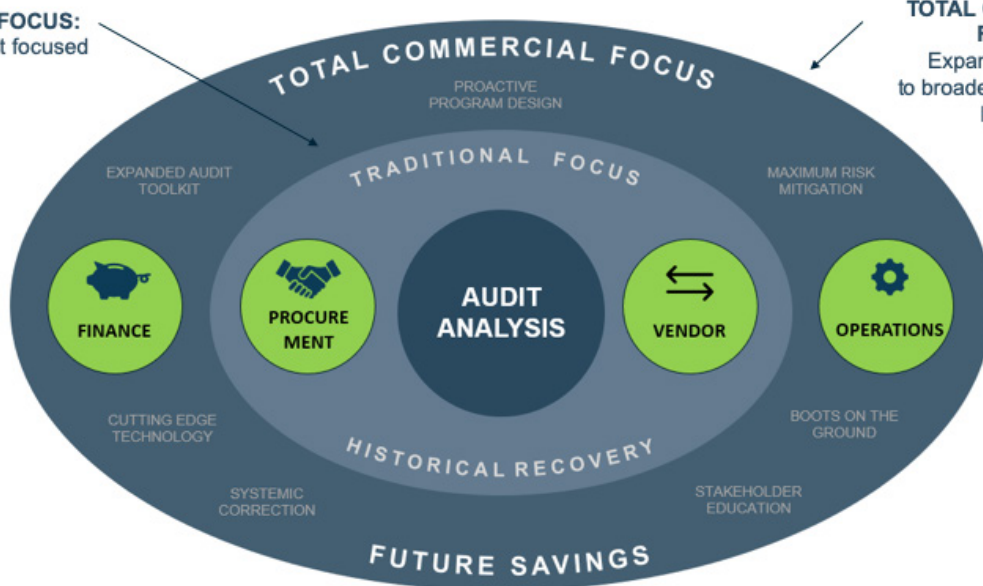 FOCUS:
t focused
TOTAL
F
Expan
to broade
TOTAL COMMERCIAL FOCUS
PROACTIVE
PROGRAM DESIGN
TRADITIONAL FOCUS
EXPANDED AUDIT
TOOLKIT
MAXIMUM RISK
MITIGATION
FINANCE
PROCURE
MENT
AUDIT
ANALYSIS
VENDOR
OPERATIONS
CUTTING EDGE
TECHNOLOGY
BOOTS ON THE
GROUND
HISTORICAL RECOVERY
SYSTEMIC
CORRECTION
STAKEHOLDER
EDUCATION
FUTURE SAVINGS